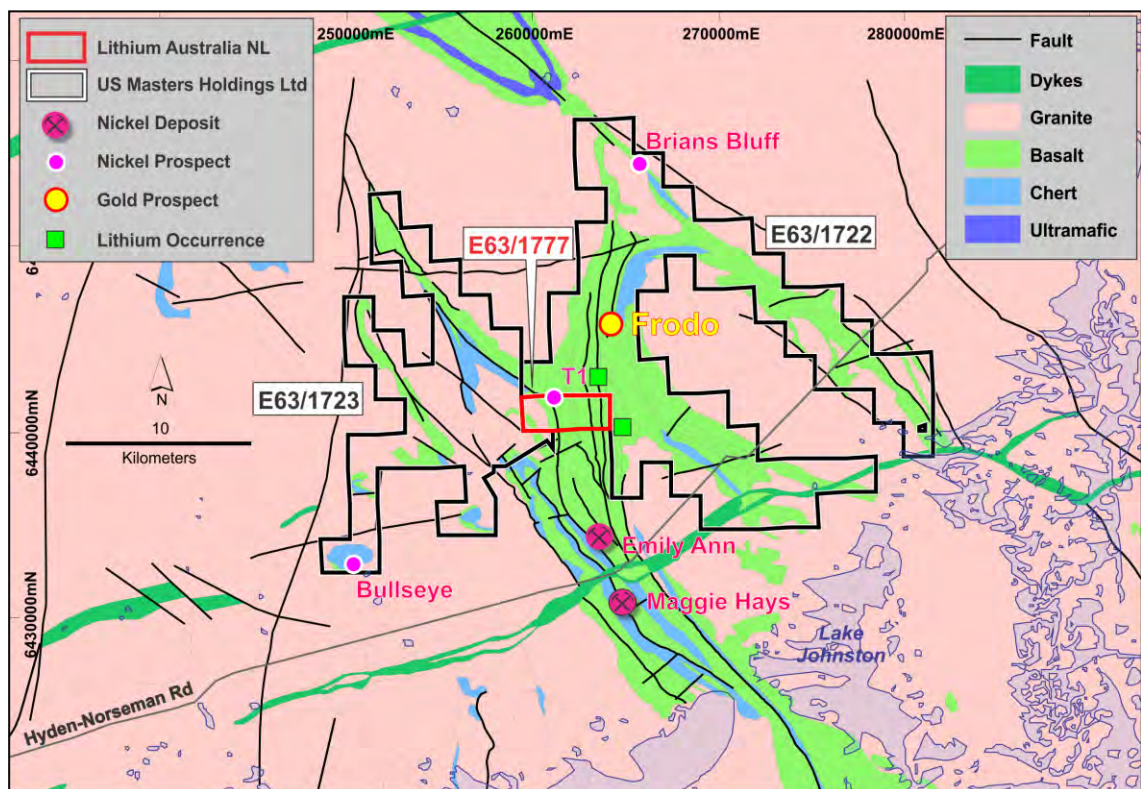 250000mE
260000mE
270000mE
280000mE
Lithium Australia NL
US Masters Holdings Ltd
Nickel Deposit
Nickel Prospect
Gold Prospect
Lithium Occurrence
Fault
Dykes
Granite
Basalt
Chert
Ultramafic
Brians Bluff
E63/1777
E63/1722
Frodo
T1
E63/1723
N
10
Kilometers
6440000mN
6430000mN
Emily Ann
Bullseye
Maggie Hays
Lake
Johnston
Hyden-Norseman Rd